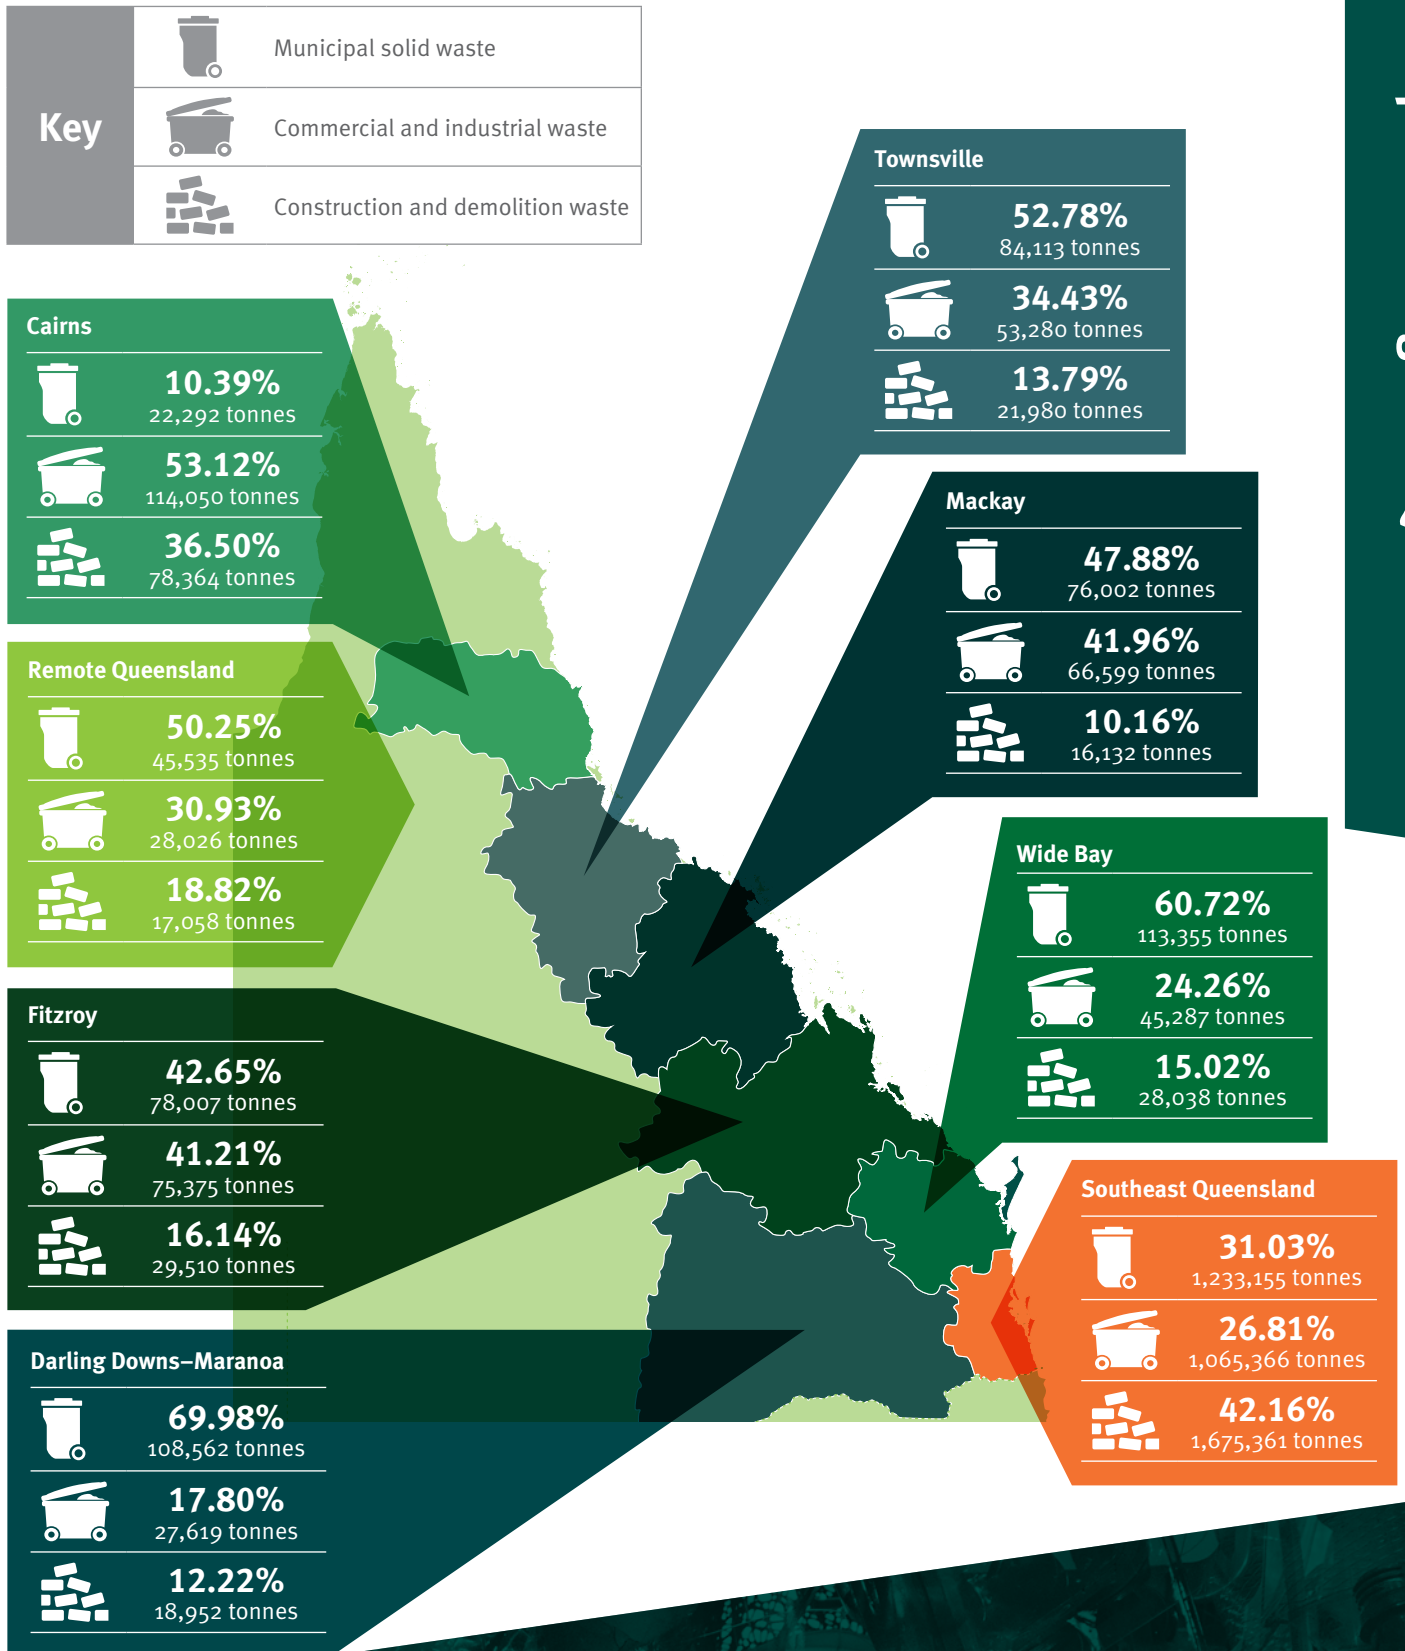 Key
Municipal solid waste
Commercial and industrial waste
Construction and demolition waste
Townsville
52.78%
84,113 tonnes
34.43%
53,280 tonnes
13.79%
21,980 tonnes
Cairns
10.39%
22,292 tonnes
53.12%
114,050 tonnes
36.50%
78,364 tonnes
Mackay
47.88%
76,002 tonnes
41.96%
66,599 tonnes
10.16%
16,132 tonnes
Remote Queensland
50.25%
45,535 tonnes
30.93%
28,026 tonnes
18.82%
17,058 tonnes
Wide Bay
60.72%
113,355 tonnes
24.26%
45,287 tonnes
15.02%
28,038 tonnes
Fitzroy
42.65%
78,007 tonnes
41.21%
75,375 tonnes
16.14%
29,510 tonnes
Southeast Queensland
31.03%
1,233,155 tonnes
26.81%
1,065,366 tonnes
42.16%
1,675,361 tonnes
Darling Downs–Maranoa
69.98%
108,562 tonnes
17.80%
27,619 tonnes
12.22%
18,952 tonnes